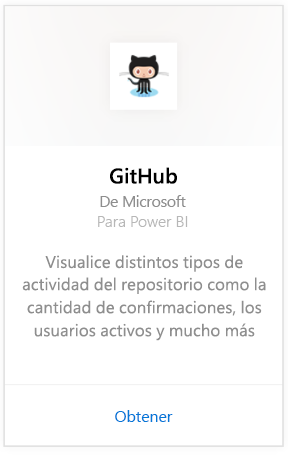 GitHub
De Microsoft
Para Power BI
Visualice distintos tipos de
actividad del repositorio como la
cantidad de confirmaciones, los
usuarios activos y mucho más
Obtener